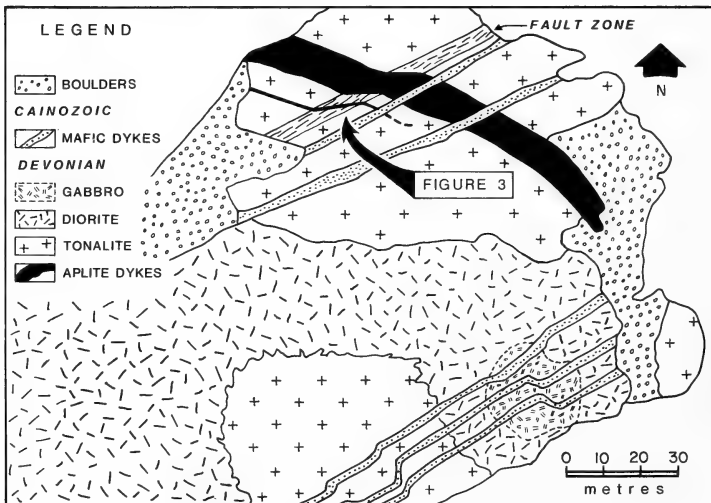 LEGEND
BOULDERS
CAINOZOIC
MAFIC DYKES
DEVONIAN
GABBRO
DIORITE
TONALITE
APLITE DYKES
FAULT ZONE
N
FIGURE 3
0 10 20 30
metres